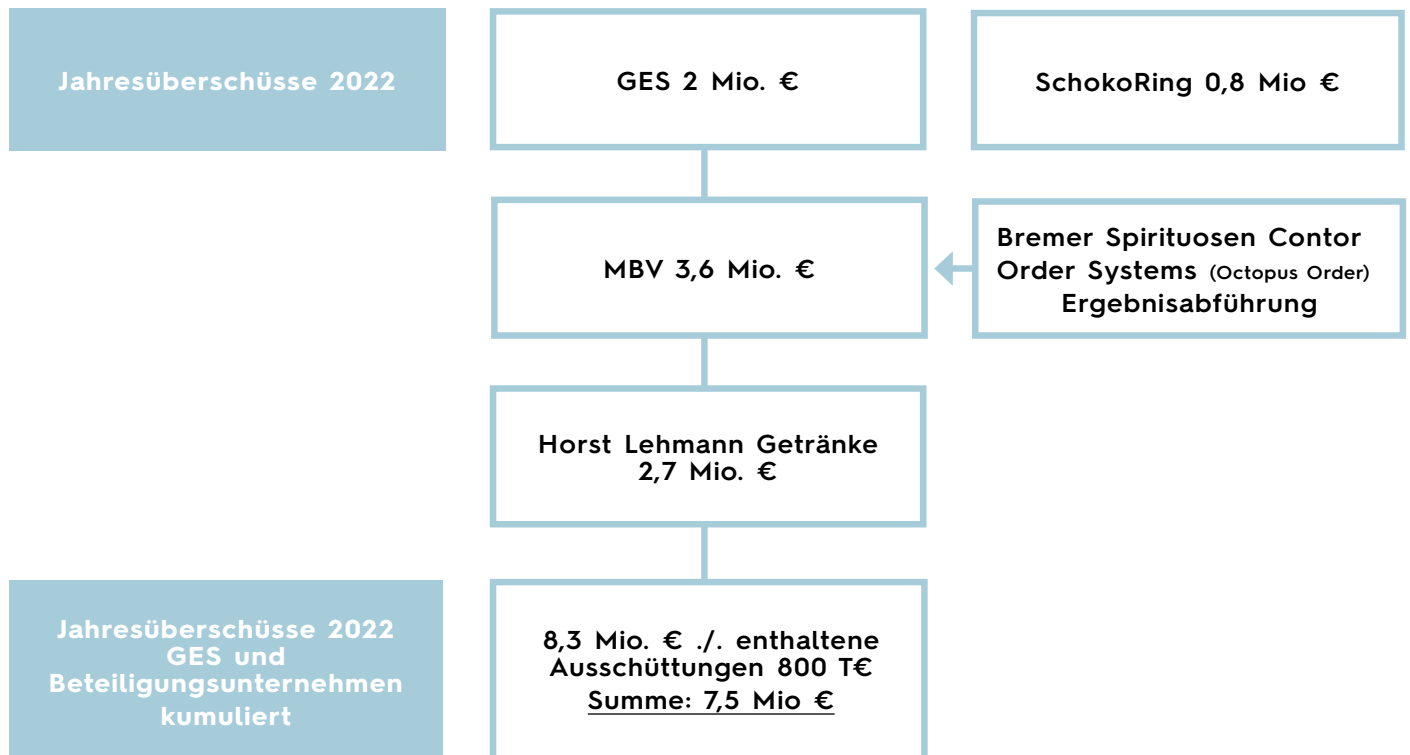 Jahresüberschüsse 2022
GES 2 Mio. €
SchokoRing 0,8 Mio €
MBV 3,6 Mio. €
Bremer Spirituosen Contor
Order Systems (Octopus Order)
Ergebnisabführung
Horst Lehmann Getränke
2,7 Mio. €
Jahresüberschüsse 2022
GES und
Beteiligungsunternehmen
kumuliert
8,3 Mio. € ./. enthaltene
Ausschüttungen 800 T€
Summe: 7,5 Mio €